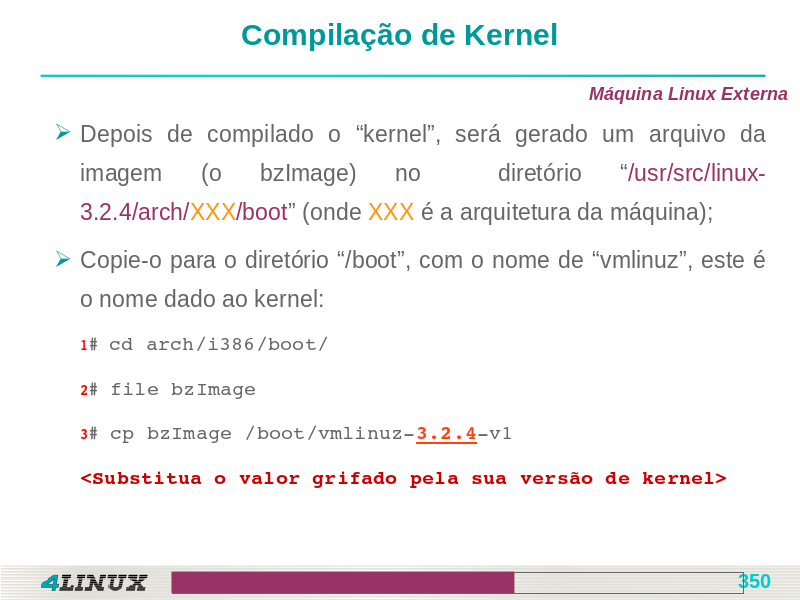 Compilação de Kernel
Máquina Linux Externa
Depois de compilado o “kernel”, será gerado um arquivo da
imagem (o bzImage) no diretório “/usr/src/linux-
3.2.4/arch/XXX/boot” (onde XXX é a arquitetura da máquina);
Copie-o para o diretório “/boot”, com o nome de “vmlinuz”, este é
o nome dado ao kernel:
1# cd arch/i386/boot/
2# file bzImage
3# cp bzImage /boot/vmlinuz-3.2.4-v1
<Substitua o valor grifado pela sua versão de kernel>
4LINUX
350